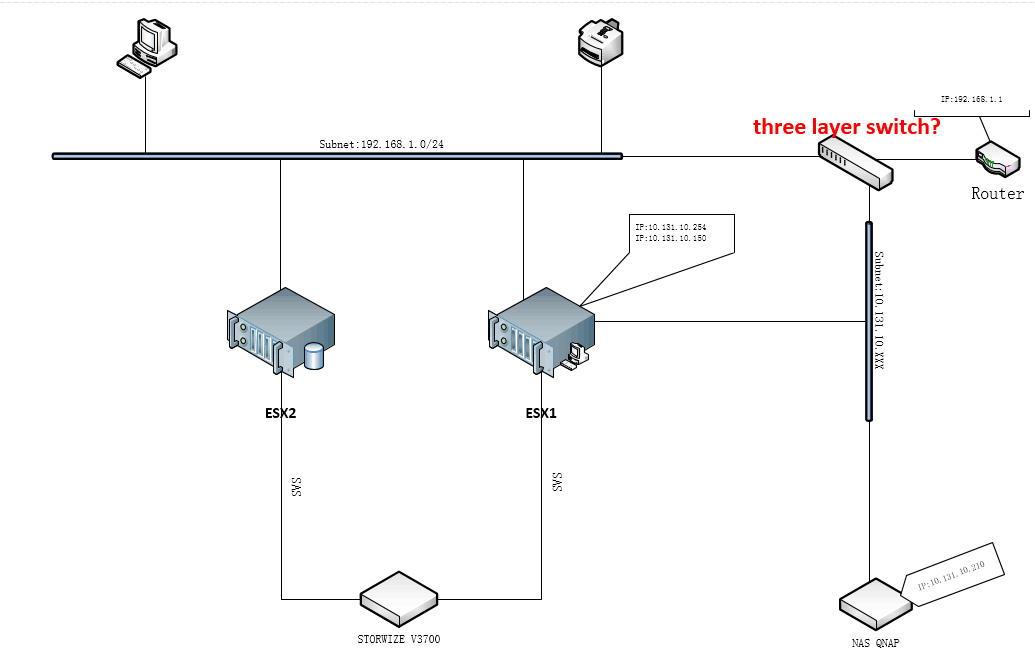 IP:192.168.1.1
three layer switch?
Subnet:192.168.1.0/24
Router
IP:10.131.10.254
IP:10.131.10.150
Subnet:10.131.10.XXX
ESX2
ESX1
SAS
SAS
IP:10.131.10.210
STORWIZE V3700
NAS QNAP